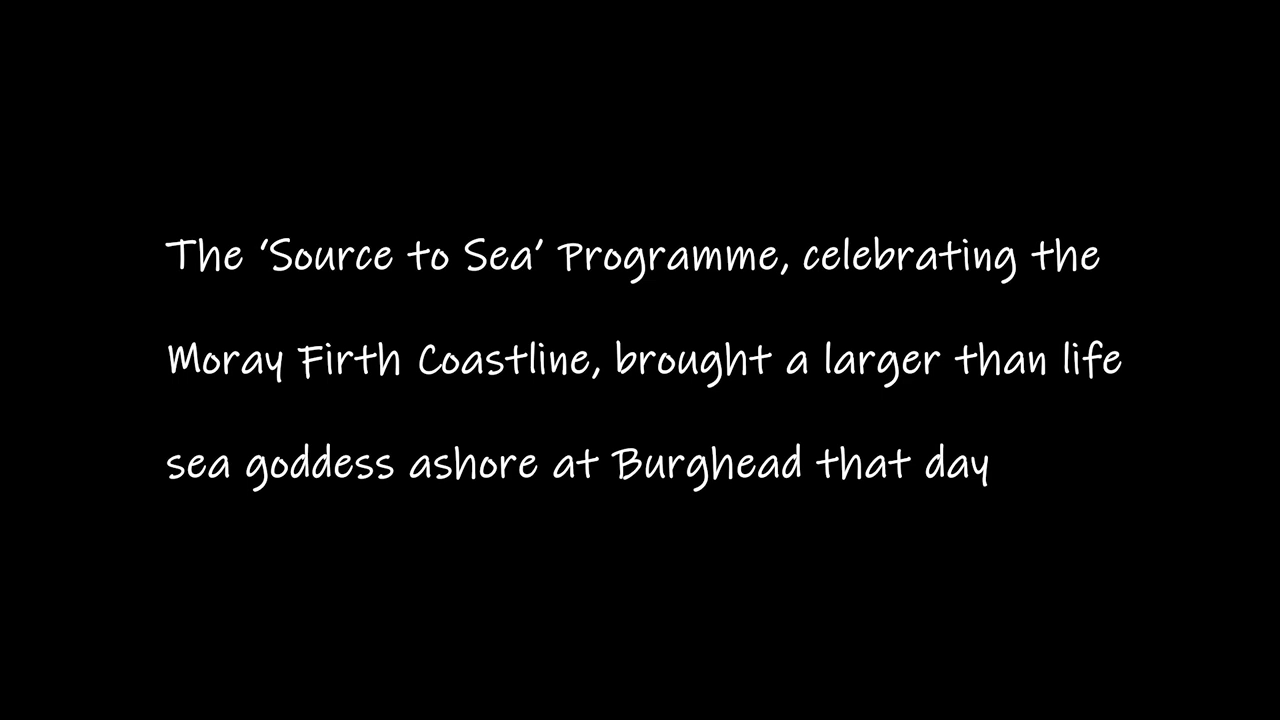 The ‘Source to Sea’ Programme, celebrating the
Moray Firth Coastline, brought a larger than life
sea goddess ashore at Burghead that day